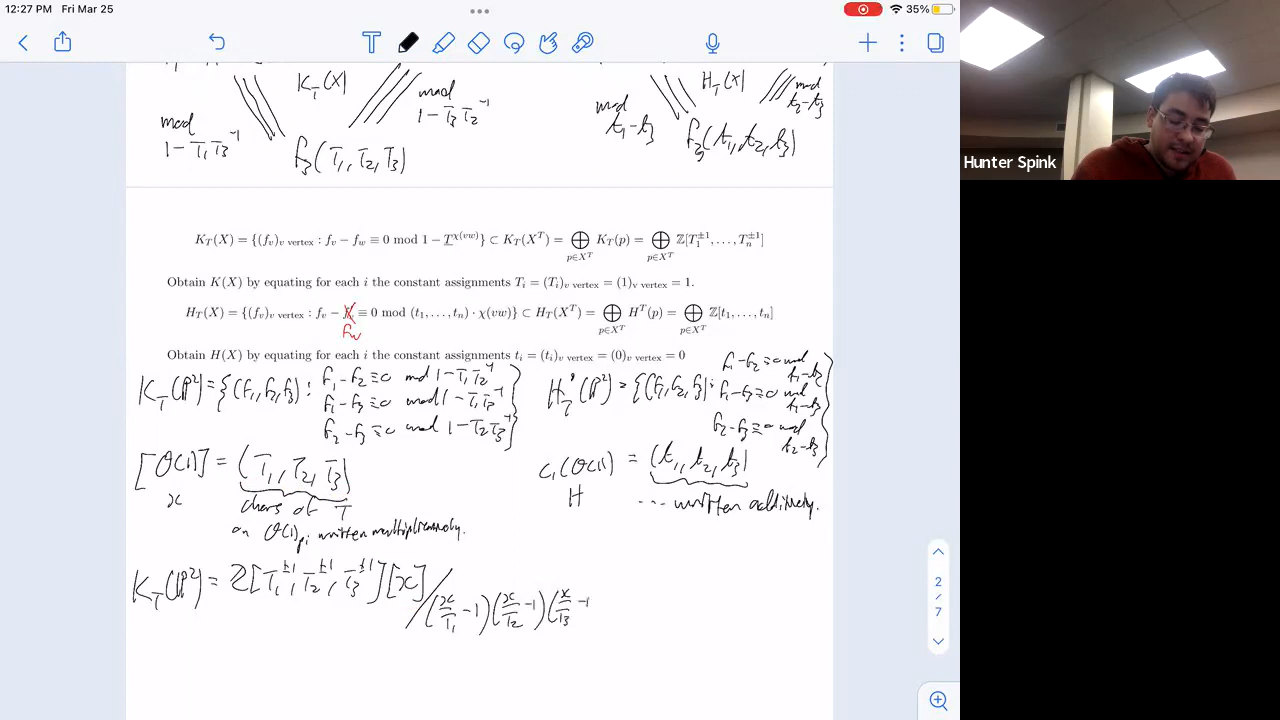 12:27 PM Fri Mar 25
35%
K_T(X)
mod
1 - T_1 T_3^{-1}
mod
1 - T_3 T_2^{-1}
f_3(T_1, T_2, T_3)
H_T(X)
mod
t_1 - t_3
mod
t_2 - t_3
f_3(t_1, t_2, t_3)
Hunter Spink
K_T(X) = {(f_v)_{v vertex} : f_v − f_w ≡ 0 mod 1 − T^{χ(vw)}} ⊂ K_T(X^T) = ⊕_{p∈X^T} K_T(p) = ⊕_{p∈X^T} ℤ[T_1^{±1}, . . . , T_n^{±1}]
Obtain K(X) by equating for each i the constant assignments T_i = (T_i)_{v vertex} = (1)_{v vertex} = 1.
H_T(X) = {(f_v)_{v vertex} : f_v − ≡ 0 mod (t_1, . . . , t_n) · χ(vw)} ⊂ H_T(X^T) = ⊕_{p∈X^T} H^T(p) = ⊕_{p∈X^T} ℤ[t_1, . . . , t_n]
f_w
Obtain H(X) by equating for each i the constant assignments t_i = (t_i)_{v vertex} = (0)_{v vertex} = 0
K_T(P^2) = {(f_1, f_2, f_3) : f_1 - f_2 ≡ 0 mod 1 - T_1 T_2^{-1}
f_1 - f_3 ≡ 0 mod 1 - T_1 T_3^{-1}
f_2 - f_3 ≡ 0 mod 1 - T_2 T_3^{-1} }
H_T^•(P^2) = {(f_1, f_2, f_3) : f_1 - f_2 ≡ 0 mod
t_1 - t_3
f_1 - f_3 ≡ 0 mod
t_1 - t_3
f_2 - f_3 ≡ 0 mod
t_2 - t_3 }
[O(1)] = (T_1, T_2, T_3)
x
chars of T
on O(1)_{p_i} written multiplicatively.
c_1(O(1)) = (t_1, t_2, t_3)
H
... written additively.
K_T(P^2) = ℤ[T_1^{±1}, T_2^{±1}, T_3^{±1}][x] / (x/T_1 - 1)(x/T_2 - 1)(x/T_3 - 1
2
/
7